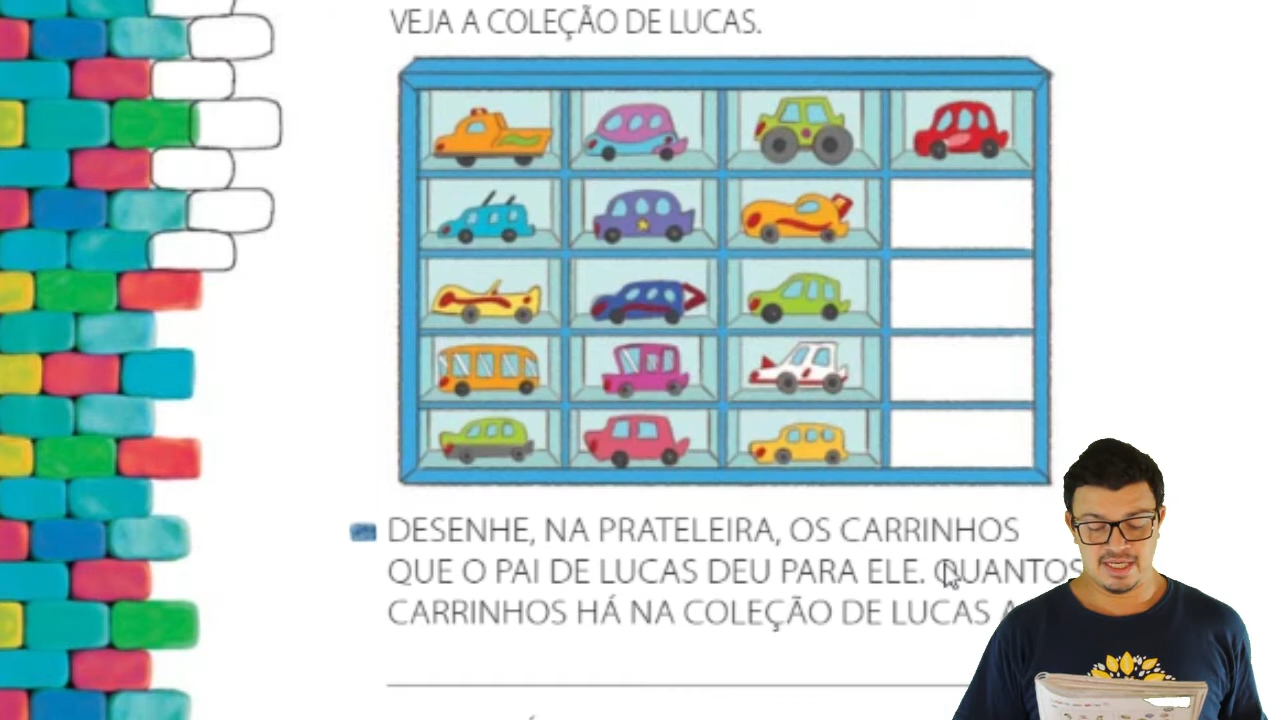 VEJA A COLEÇÃO DE LUCAS.
DESENHE, NA PRATELEIRA, OS CARRINHOS
QUE O PAI DE LUCAS DEU PARA ELE. QUANTOS
CARRINHOS HÁ NA COLEÇÃO DE LUCAS